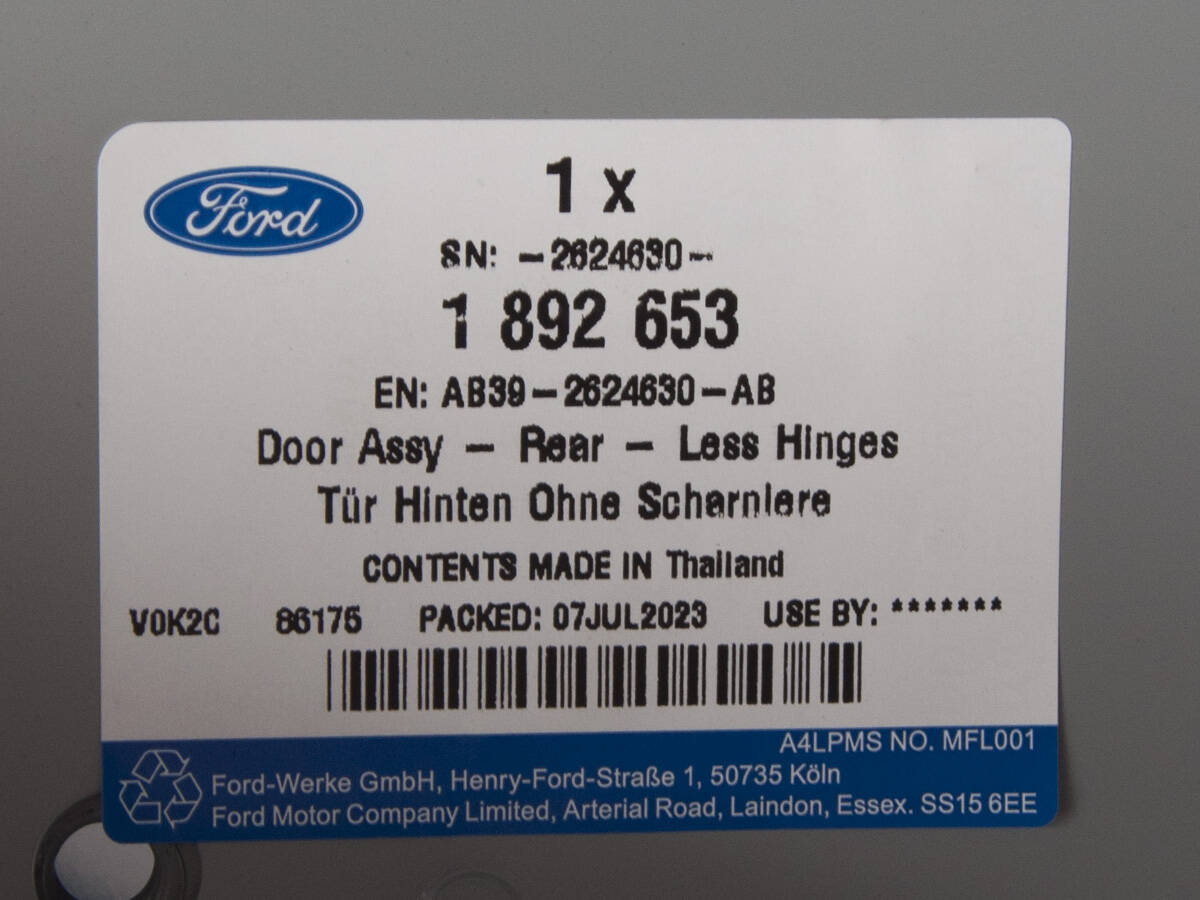 Ford
1 x
SN: -2624630-
1 892 653
EN: AB39-2624630-AB
Door Assy - Rear - Less Hinges
Tür Hinten Ohne Scharniere
CONTENTS MADE IN Thailand
V0K2C 86175 PACKED: 07JUL2023 USE BY: *******
A4LPMS NO. MFL001
Ford-Werke GmbH, Henry-Ford-Straße 1, 50735 Köln
Ford Motor Company Limited, Arterial Road, Laindon, Essex. SS15 6EE